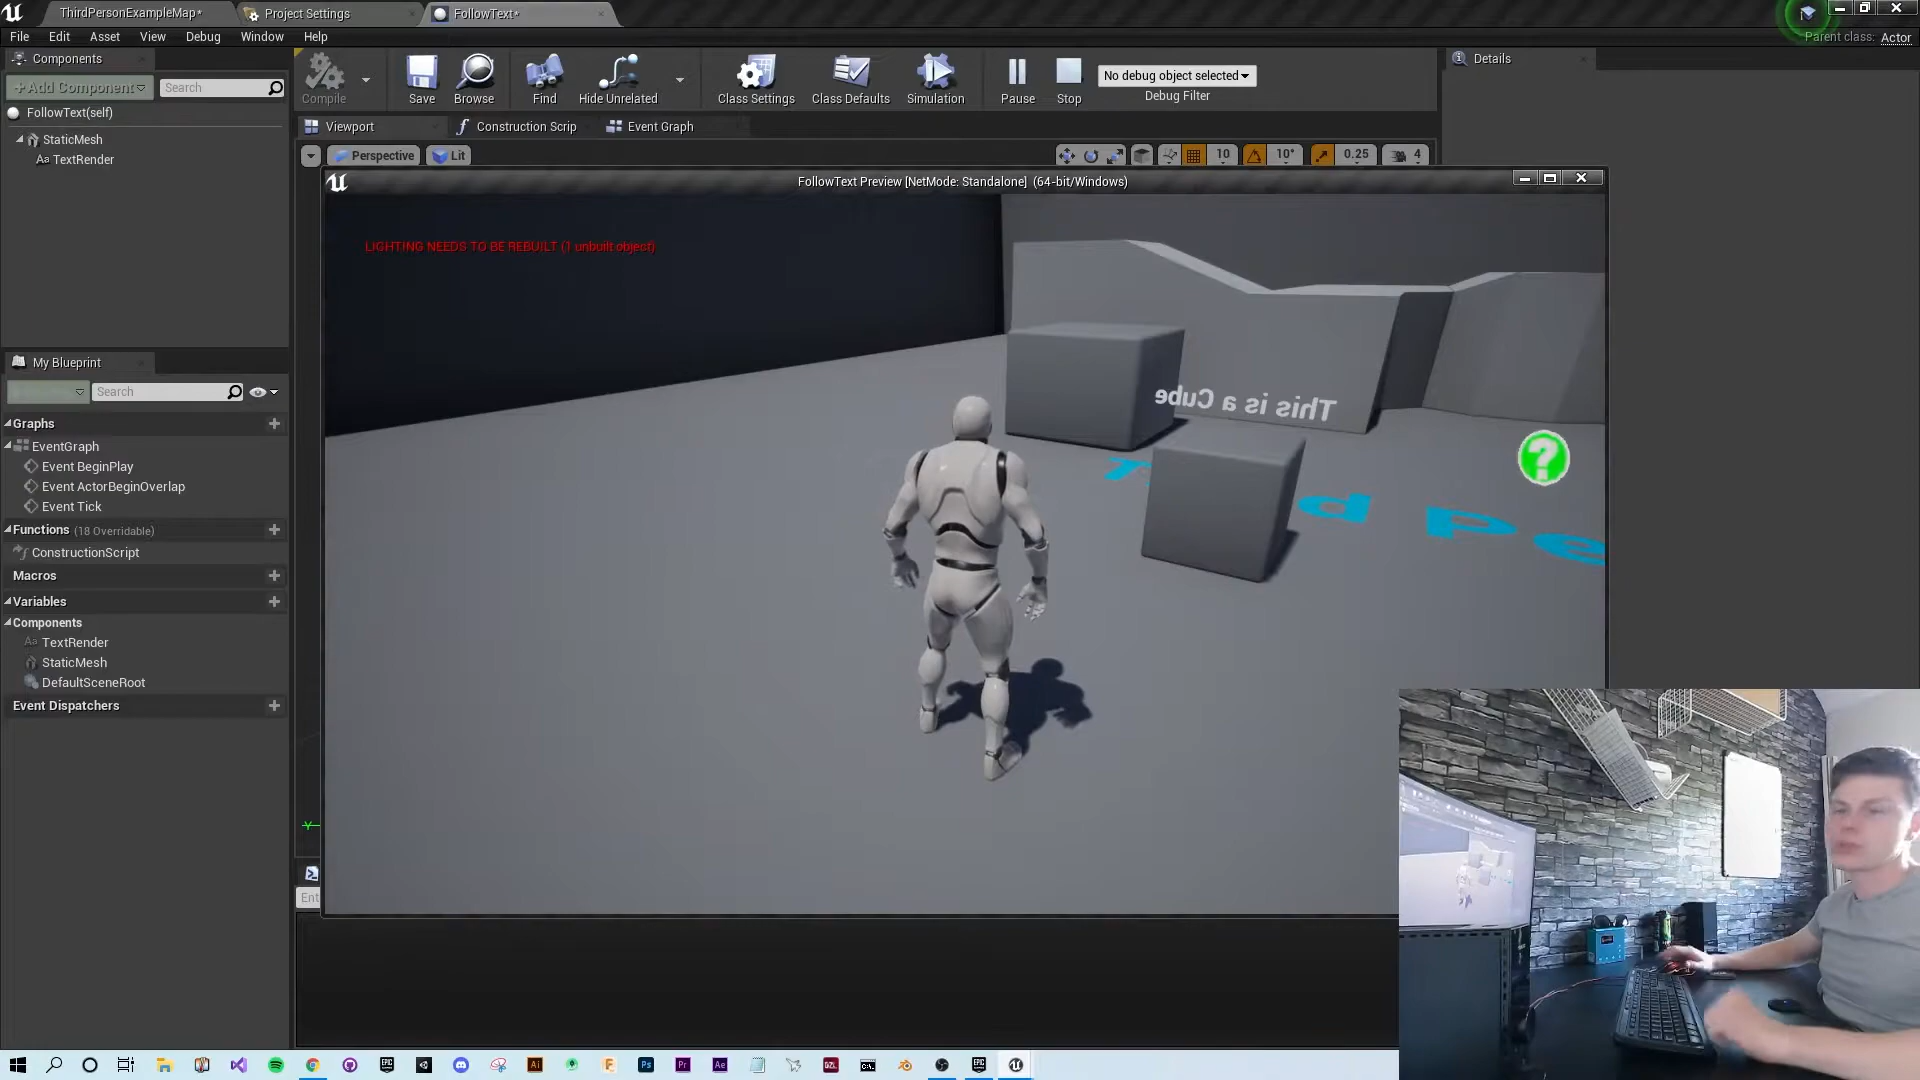 ThirdPersonExampleMap*
Project Settings
FollowText*
File Edit Asset View Debug Window Help
Parent class: Actor
Components
+Add Component
Search
FollowText(self)
StaticMesh
TextRender
Compile
Save
Browse
Find
Hide Unrelated
Class Settings
Class Defaults
Simulation
Pause
Stop
No debug object selected
Debug Filter
Details
Viewport
Construction Scrip
Event Graph
Perspective
Lit
10
10°
0.25
4
FollowText Preview [NetMode: Standalone] (64-bit/Windows)
LIGHTING NEEDS TO BE REBUILT (1 unbuilt object)
This is a Cube
My Blueprint
Search
Graphs
EventGraph
Event BeginPlay
Event ActorBeginOverlap
Event Tick
Functions (18 Overridable)
ConstructionScript
Macros
Variables
Components
TextRender
StaticMesh
DefaultSceneRoot
Event Dispatchers
Ent